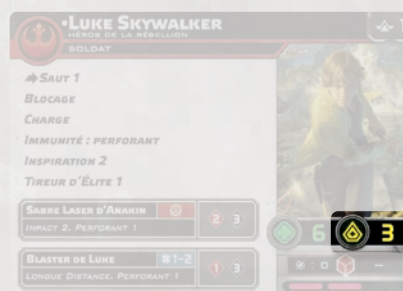 •Luke Skywalker
Héros de la Rébellion
Soldat
Saut 1
Blocage
Charge
Immunité : perforant
Inspiration 2
Tireur d'Élite 1
Sabre Laser d'Anakin
2 3
Impact 2, Perforant 1
6 3
Blaster de Luke 1-2
1 3
Longue Distance, Perforant 1